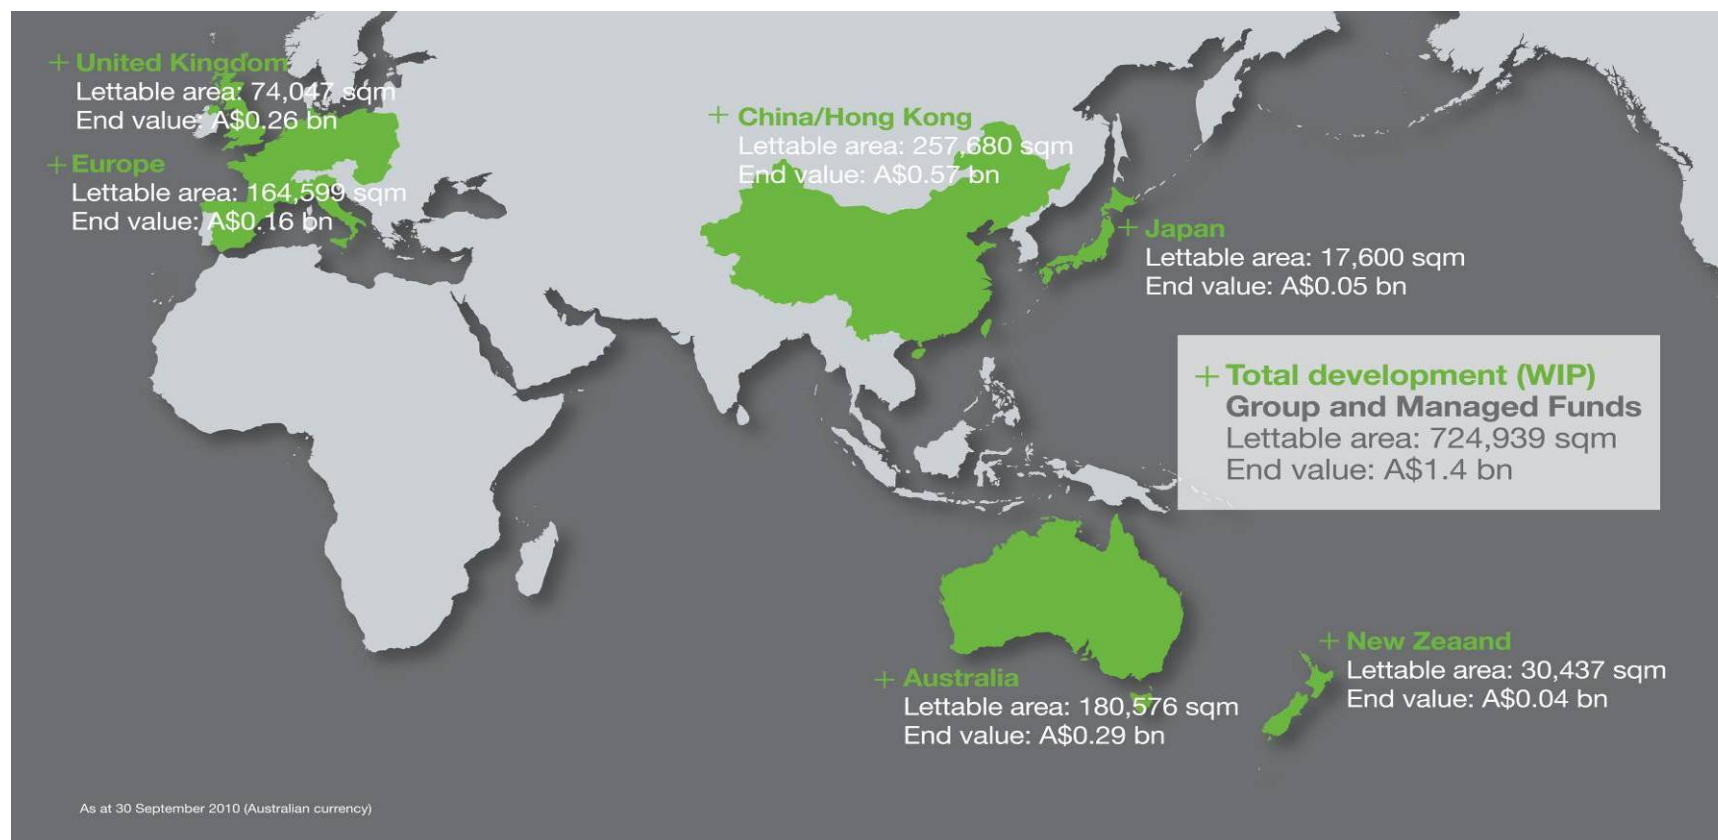 + United Kingdom
Lettable area: 74,047 sqm
End value: A$0.26 bn
+ Europe
Lettable area: 164,599 sqm
End value: A$0.16 bn
+ China/Hong Kong
Lettable area: 257,680 sqm
End value: A$0.57 bn
+ Japan
Lettable area: 17,600 sqm
End value: A$0.05 bn
+ Total development (WIP)
Group and Managed Funds
Lettable area: 724,939 sqm
End value: A$1.4 bn
+ Australia
Lettable area: 180,576 sqm
End value: A$0.29 bn
+ New Zeaand
Lettable area: 30,437 sqm
End value: A$0.04 bn
As at 30 September 2010 (Australian currency)